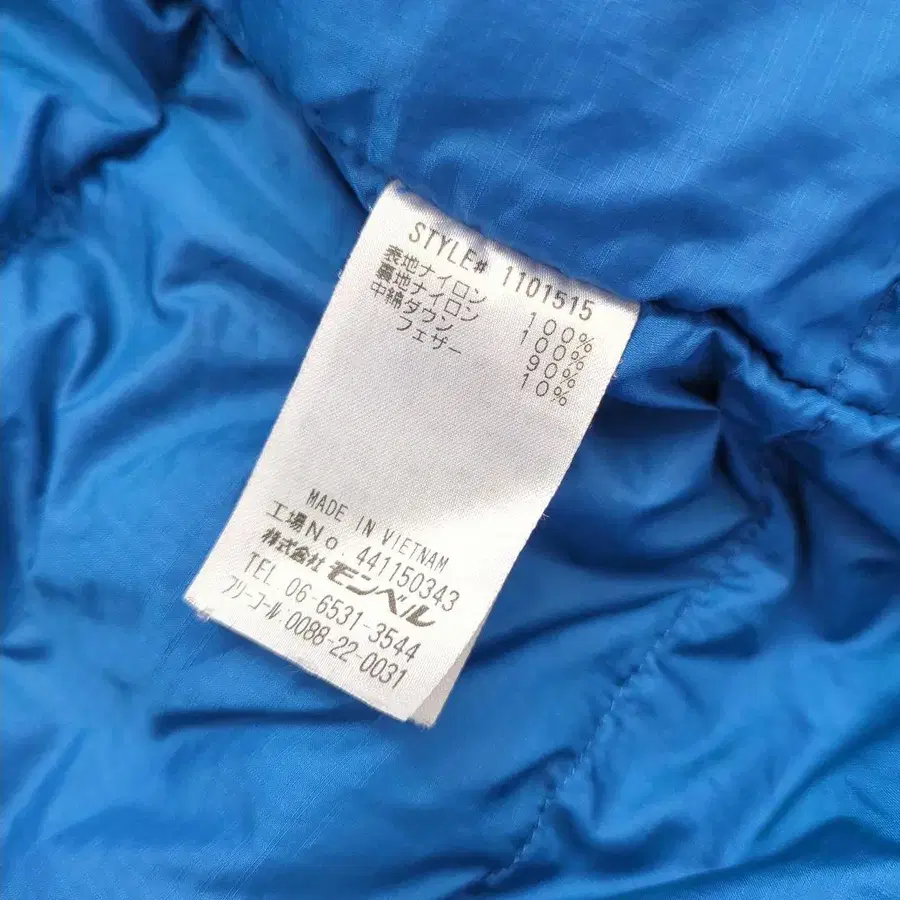 STYLE# 1101515
表地ナイロン 100%
裏地ナイロン 100%
中綿ダウン 90%
フェザー 10%
MADE IN VIETNAM
工場No. 441150343
株式会社モンベル
TEL 06-6531-3544
フリーコール:0088-22-0031